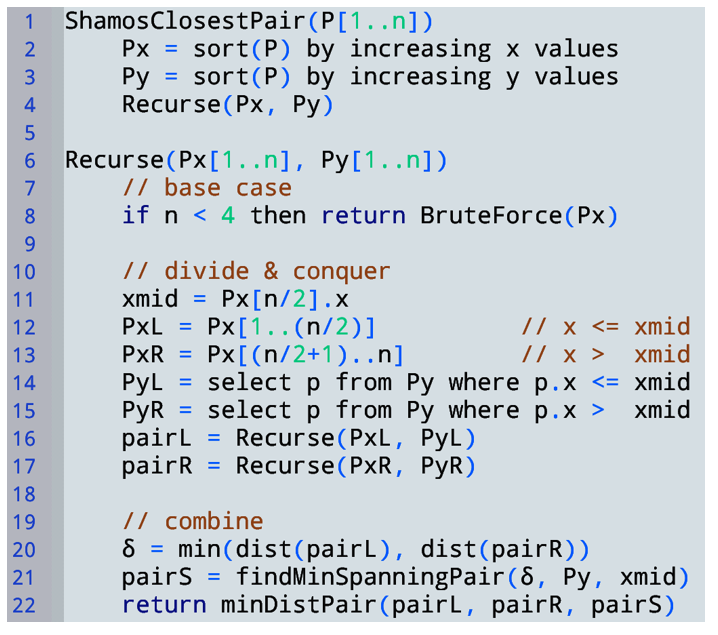 1 ShamosClosestPair(P[1..n])
2     Px = sort(P) by increasing x values
3     Py = sort(P) by increasing y values
4     Recurse(Px, Py)
5
6 Recurse(Px[1..n], Py[1..n])
7     // base case
8     if n < 4 then return BruteForce(Px)
9
10     // divide & conquer
11     xmid = Px[n/2].x
12     PxL = Px[1..(n/2)]          // x <= xmid
13     PxR = Px[(n/2+1)..n]        // x >  xmid
14     PyL = select p from Py where p.x <= xmid
15     PyR = select p from Py where p.x >  xmid
16     pairL = Recurse(PxL, PyL)
17     pairR = Recurse(PxR, PyR)
18
19     // combine
20     δ = min(dist(pairL), dist(pairR))
21     pairS = findMinSpanningPair(δ, Py, xmid)
22     return minDistPair(pairL, pairR, pairS)